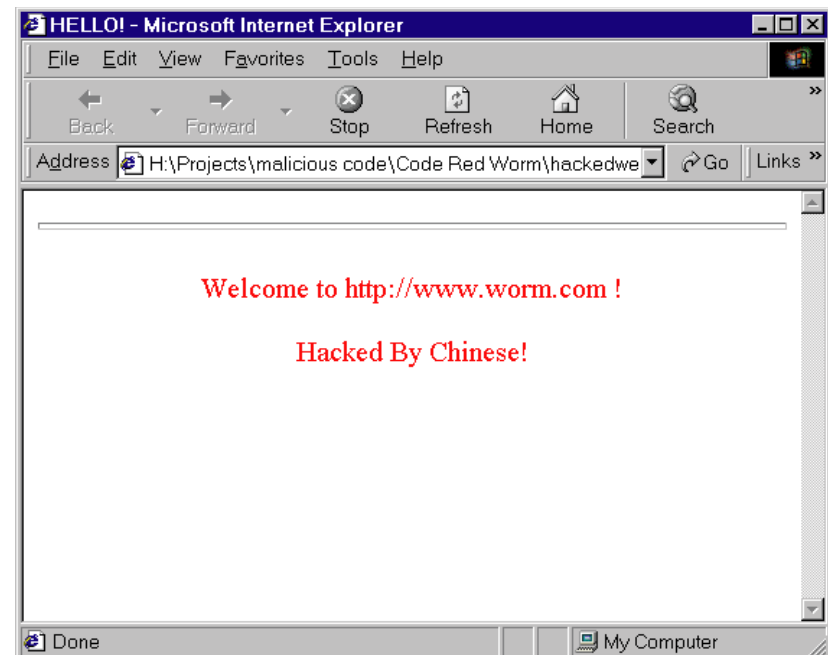 HELLO! - Microsoft Internet Explorer
File Edit View Favorites Tools Help
Back Forward Stop Refresh Home Search »
Address H:\Projects\malicious code\Code Red Worm\hackedwe Go Links »
Welcome to http://www.worm.com !
Hacked By Chinese!
Done My Computer